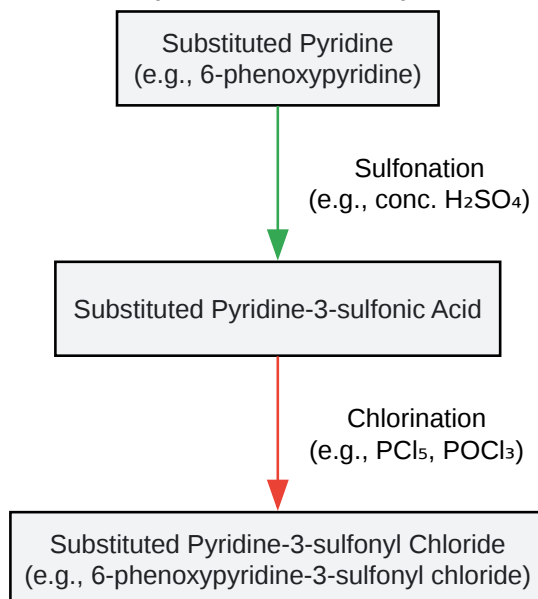 Substituted Pyridine
(e.g., 6-phenoxypyridine)
Sulfonation
(e.g., conc. H₂SO₄)
Substituted Pyridine-3-sulfonic Acid
Chlorination
(e.g., PCl₅, POCl₃)
Substituted Pyridine-3-sulfonyl Chloride
(e.g., 6-phenoxypyridine-3-sulfonyl chloride)